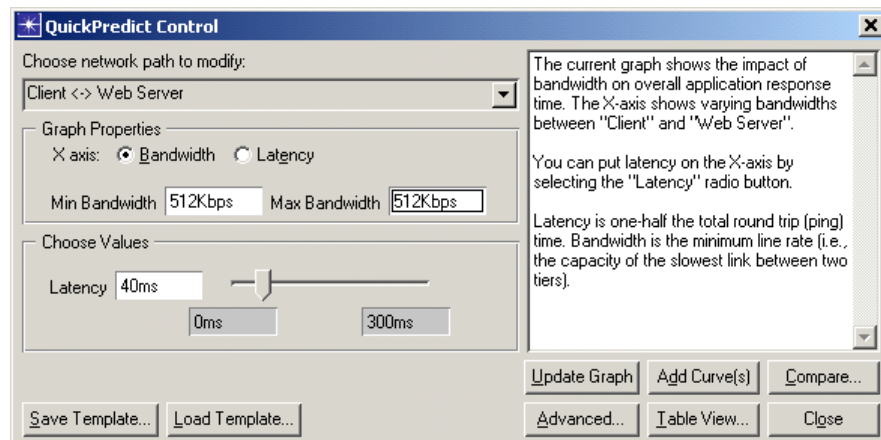 QuickPredict Control
Choose network path to modify:
Client <-> Web Server
Graph Properties
X axis: Bandwidth Latency
Min Bandwidth 512Kbps Max Bandwidth 512Kbps
Choose Values
Latency 40ms
0ms 300ms
Save Template... Load Template...
The current graph shows the impact of
bandwidth on overall application response
time. The X-axis shows varying bandwidths
between "Client" and "Web Server".
You can put latency on the X-axis by
selecting the "Latency" radio button.
Latency is one-half the total round trip (ping)
time. Bandwidth is the minimum line rate (i.e.,
the capacity of the slowest link between two
tiers).
Update Graph Add Curve(s) Compare...
Advanced... Table View... Close